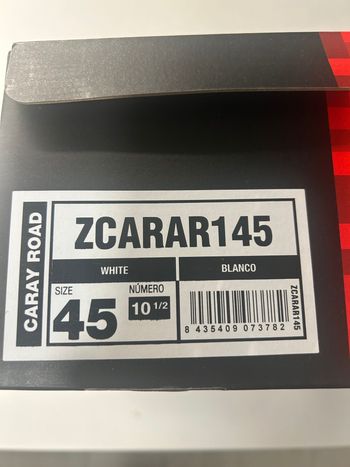 CARAY ROAD
ZCARAR145
WHITE
BLANCO
SIZE
45
NÚMERO
10 1/2
8 435409 073782
ZCARAR145